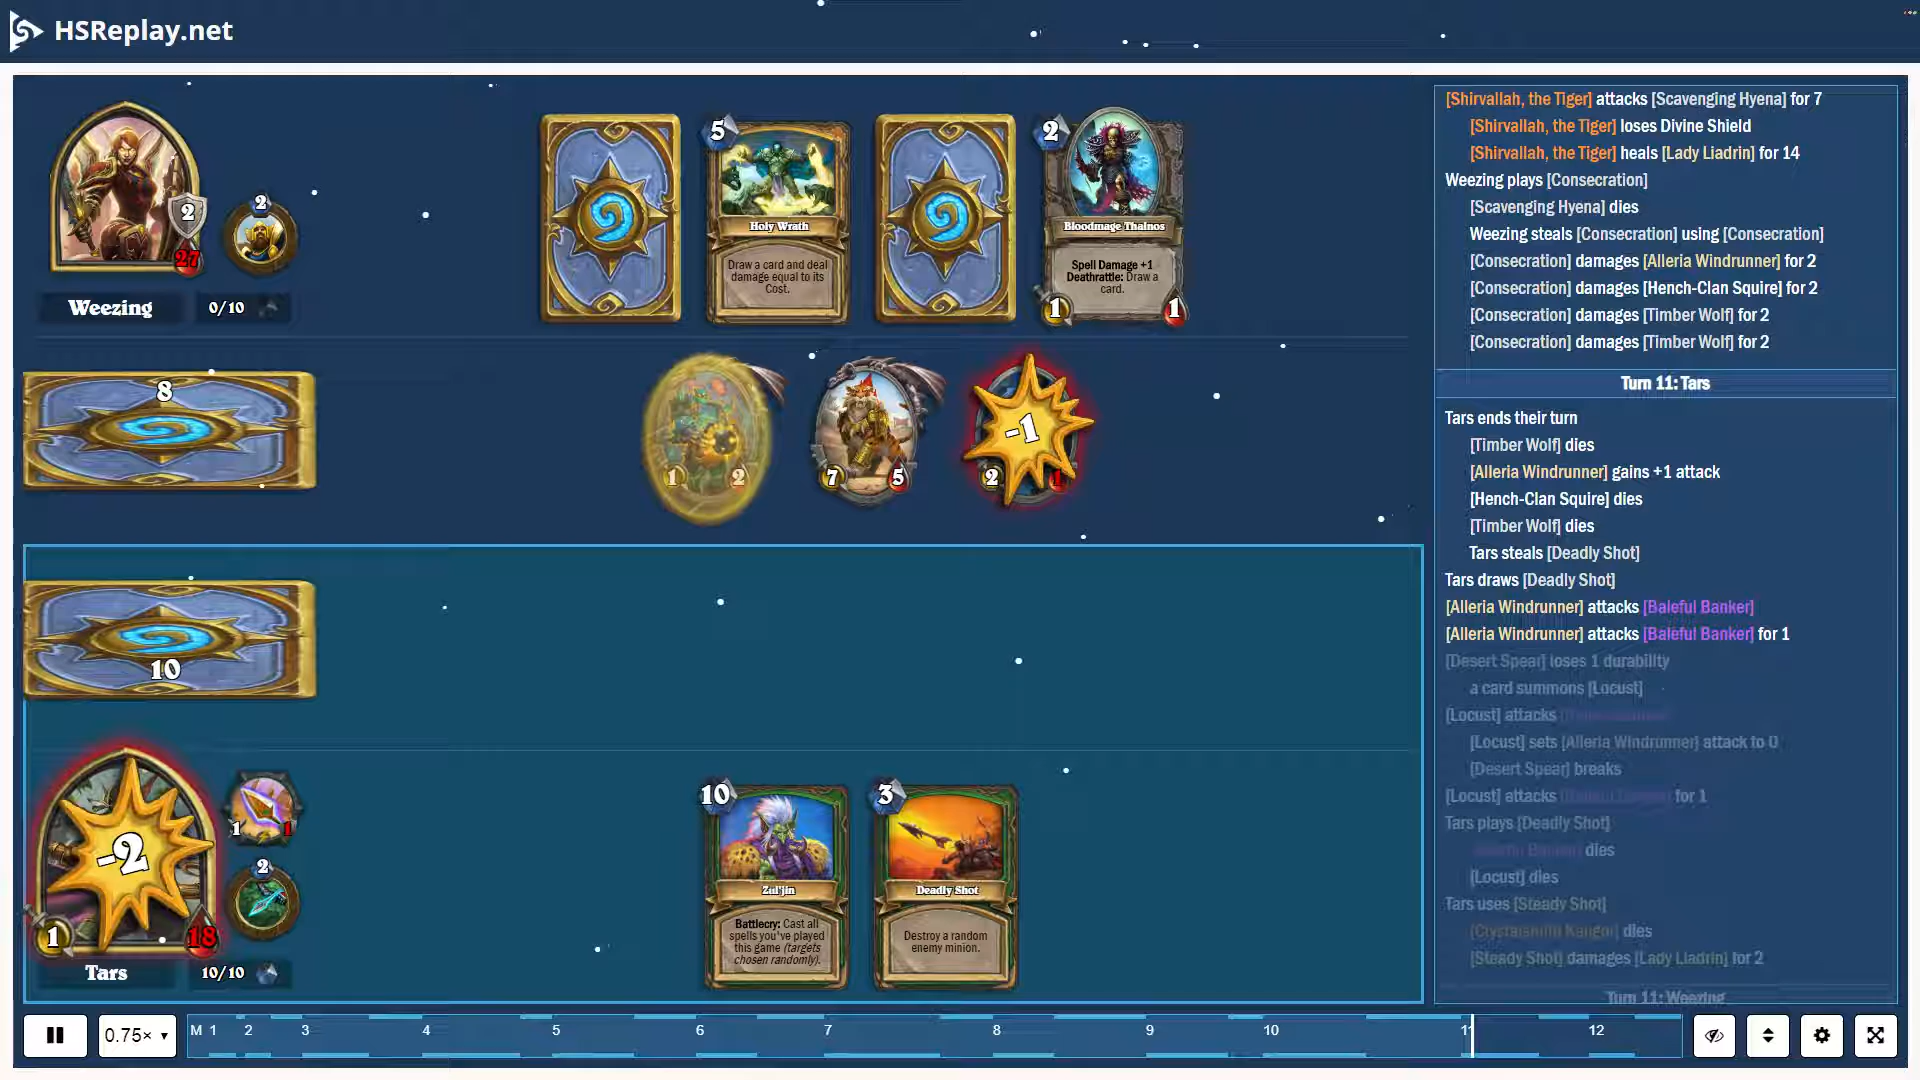 HSReplay.net
2
27
2
Weezing
0/10
5
Holy Wrath
Draw a card and deal
damage equal to its
Cost.
2
Bloodmage Thalnos
Spell Damage +1
Deathrattle: Draw a
card.
1
1
8
1
2
7
5
-1
2
1
10
-2
1
18
1
1
2
Tars
10/10
10
Zul'jin
Battlecry: Cast all
spells you've played
this game (targets
chosen randomly).
3
Deadly Shot
Destroy a random
enemy minion.
[Shirvallah, the Tiger] attacks [Scavenging Hyena] for 7
[Shirvallah, the Tiger] loses Divine Shield
[Shirvallah, the Tiger] heals [Lady Liadrin] for 14
Weezing plays [Consecration]
[Scavenging Hyena] dies
Weezing steals [Consecration] using [Consecration]
[Consecration] damages [Alleria Windrunner] for 2
[Consecration] damages [Hench-Clan Squire] for 2
[Consecration] damages [Timber Wolf] for 2
[Consecration] damages [Timber Wolf] for 2
Turn 11: Tars
Tars ends their turn
[Timber Wolf] dies
[Alleria Windrunner] gains +1 attack
[Hench-Clan Squire] dies
[Timber Wolf] dies
Tars steals [Deadly Shot]
Tars draws [Deadly Shot]
[Alleria Windrunner] attacks [Baleful Banker]
[Alleria Windrunner] attacks [Baleful Banker] for 1
[Desert Spear] loses 1 durability
a card summons [Locust]
[Locust] attacks
[Locust] sets [Alleria Windrunner] attack to 0
[Desert Spear] breaks
[Locust] attacks for 1
Tars plays [Deadly Shot]
dies
[Locust] dies
Tars uses [Steady Shot]
[Crystalsmith Kangor] dies
[Steady Shot] damages [Lady Liadrin] for 2
Turn 11: Weezing
0.75× ▾
M 1 2 3 4 5 6 7 8 9 10 11 12